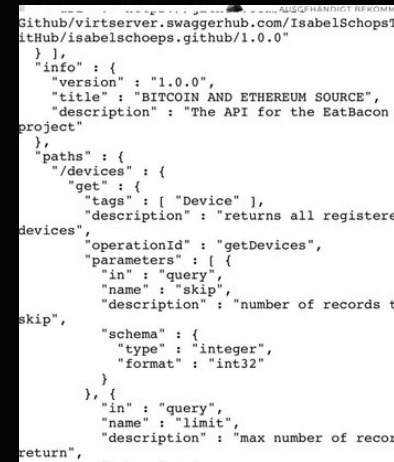 AUSGEHÄNDIGT BEKOMM
Github/virtserver.swaggerhub.com/IsabelSchopsT
itHub/isabelschoeps.github/1.0.0"
} ],
"info" : {
"version" : "1.0.0",
"title" : "BITCOIN AND ETHEREUM SOURCE",
"description" : "The API for the EatBacon
project"
},
"paths" : {
"/devices" : {
"get" : {
"tags" : [ "Device" ],
"description" : "returns all registere
devices",
"operationId" : "getDevices",
"parameters" : [ {
"in" : "query",
"name" : "skip",
"description" : "number of records t
skip",
"schema" : {
"type" : "integer",
"format" : "int32"
}
}, {
"in" : "query",
"name" : "limit",
"description" : "max number of recor
return",